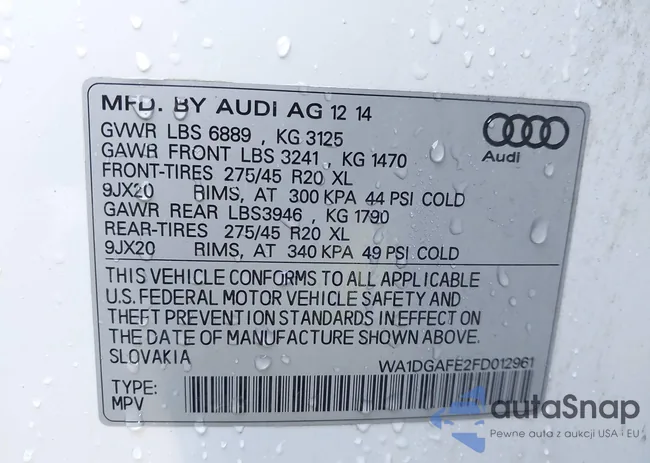 MFD. BY AUDI AG 12 14
GVWR LBS 6889 , KG 3125
GAWR FRONT LBS 3241 , KG 1470
FRONT-TIRES 275/45 R20 XL
9JX20 RIMS, AT 300 KPA 44 PSI COLD
GAWR REAR LBS3946 , KG 1790
REAR-TIRES 275/45 R20 XL
9JX20 RIMS, AT 340 KPA 49 PSI COLD
Audi
THIS VEHICLE CONFORMS TO ALL APPLICABLE
U.S. FEDERAL MOTOR VEHICLE SAFETY AND
THEFT PREVENTION STANDARDS IN EFFECT ON
THE DATE OF MANUFACTURE SHOWN ABOVE.
SLOVAKIA
WA1DGAFE2FD012961
TYPE:
MPV
autaSnap
Pewne auta z aukcji USA i EU